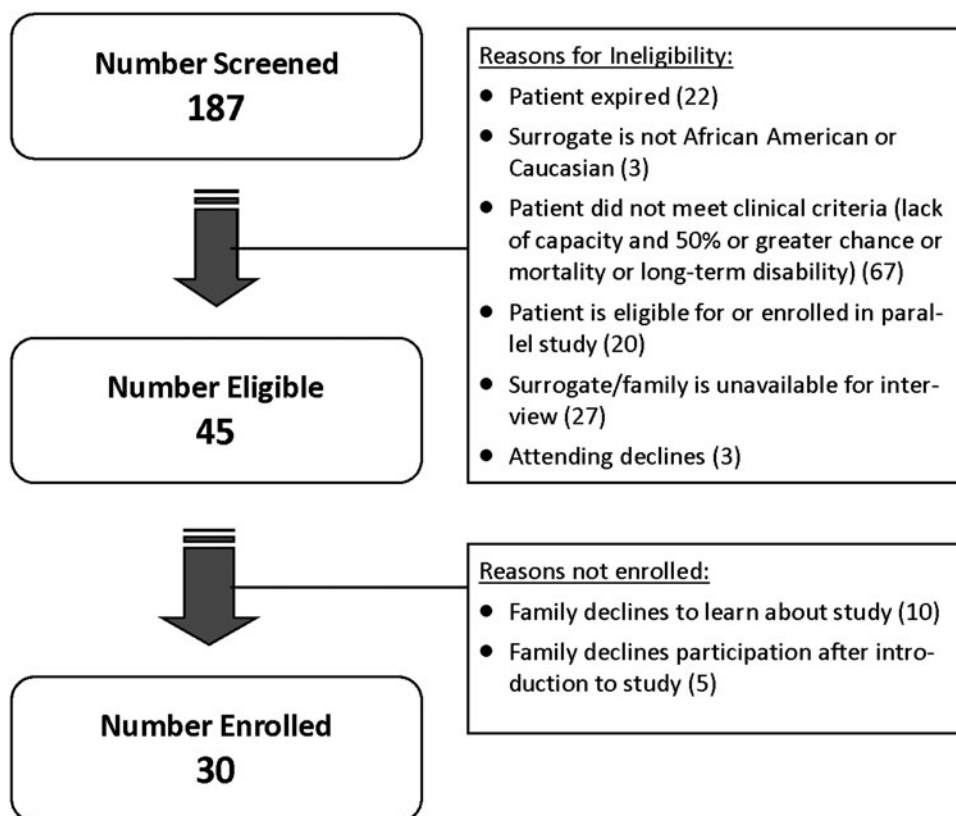 Number Screened
187
Reasons for Ineligibility:
● Patient expired (22)
● Surrogate is not African American or
Caucasian (3)
● Patient did not meet clinical criteria (lack
of capacity and 50% or greater chance or
mortality or long-term disability) (67)
● Patient is eligible for or enrolled in paral-
lel study (20)
● Surrogate/family is unavailable for inter-
view (27)
● Attending declines (3)
Number Eligible
45
Reasons not enrolled:
● Family declines to learn about study (10)
● Family declines participation after intro-
duction to study (5)
Number Enrolled
30